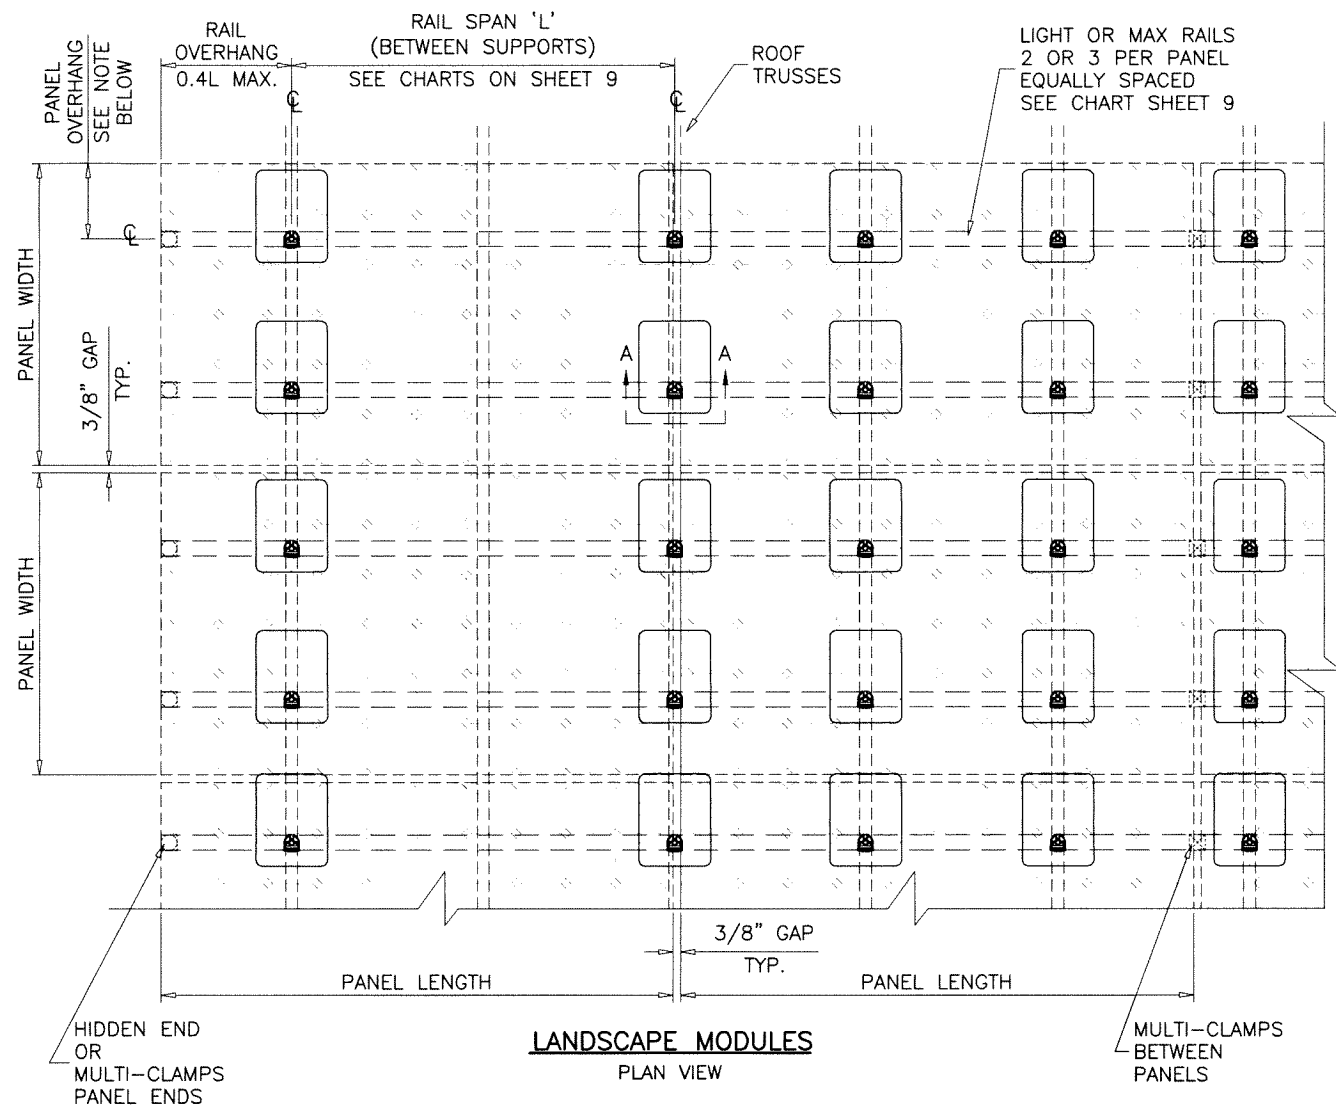 RAIL
OVERHANG
0.4L MAX.
RAIL SPAN 'L'
(BETWEEN SUPPORTS)
SEE CHARTS ON SHEET 9
ROOF
TRUSSES
LIGHT OR MAX RAILS
2 OR 3 PER PANEL
EQUALLY SPACED
SEE CHART SHEET 9
PANEL
OVERHANG
SEE NOTE
BELOW
℄
℄
℄
PANEL WIDTH
3/8" GAP
TYP.
A
A
PANEL WIDTH
3/8" GAP
TYP.
PANEL LENGTH
PANEL LENGTH
HIDDEN END
OR
MULTI-CLAMPS
PANEL ENDS
LANDSCAPE MODULES
PLAN VIEW
MULTI-CLAMPS
BETWEEN
PANELS